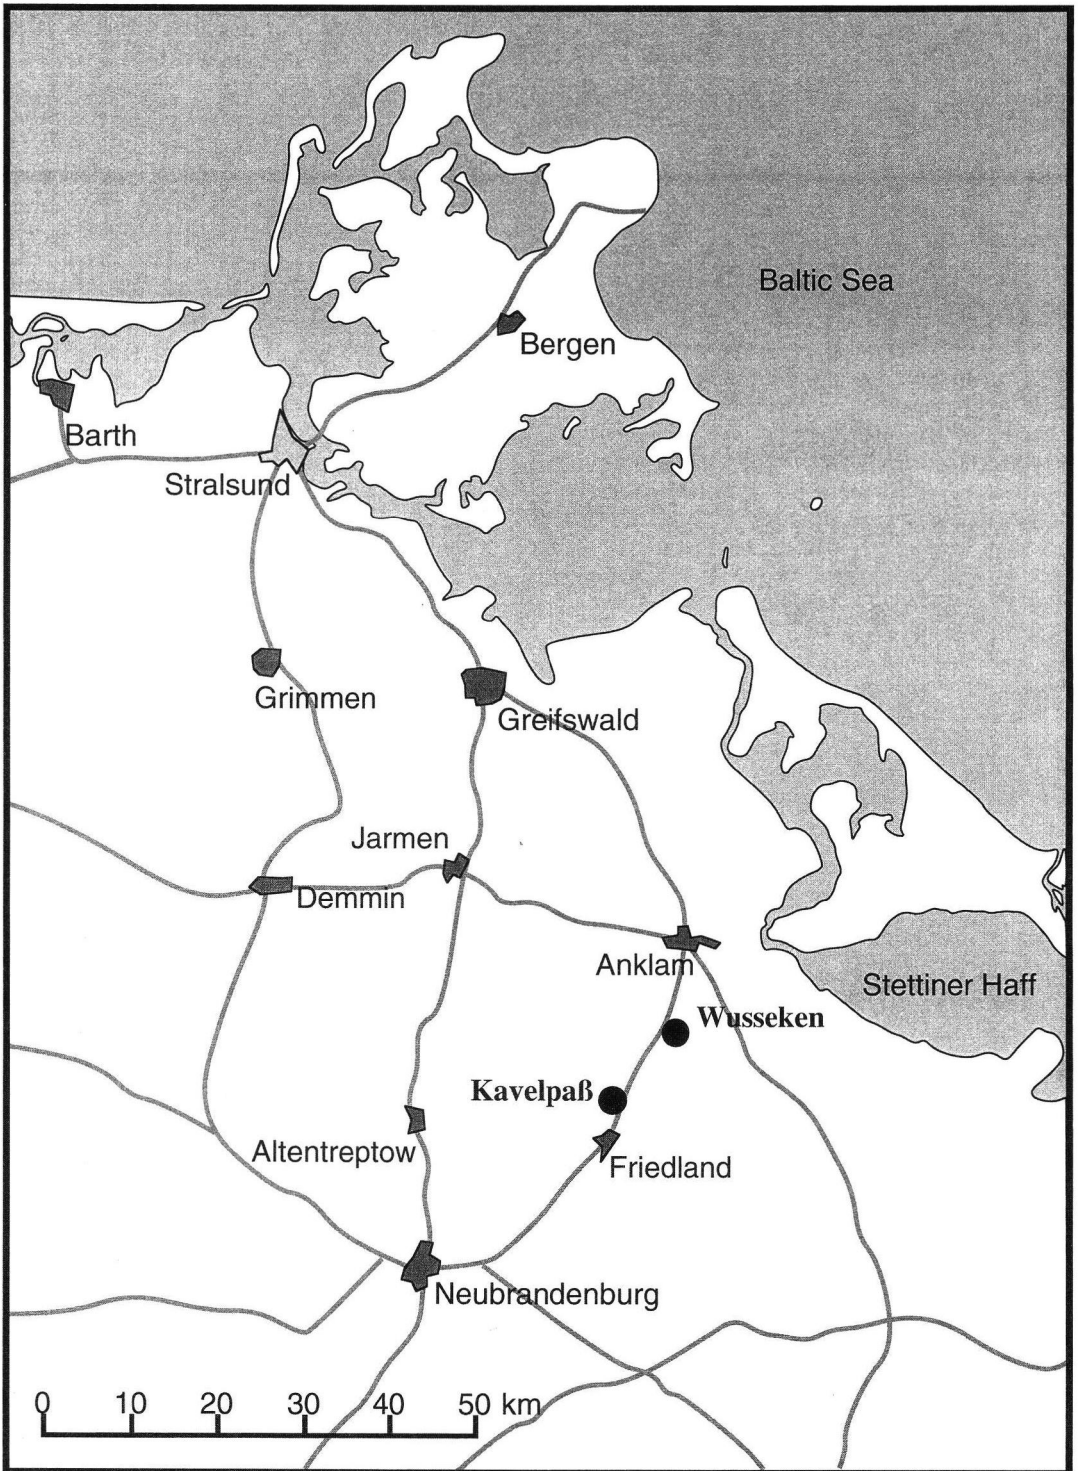 Baltic Sea
Bergen
Barth
Stralsund
Grimmen
Greifswald
Jarmen
Demmin
Anklam
Stettiner Haff
Wusseken
Kavelpaß
Altentreptow
Friedland
Neubrandenburg
0 10 20 30 40 50 km